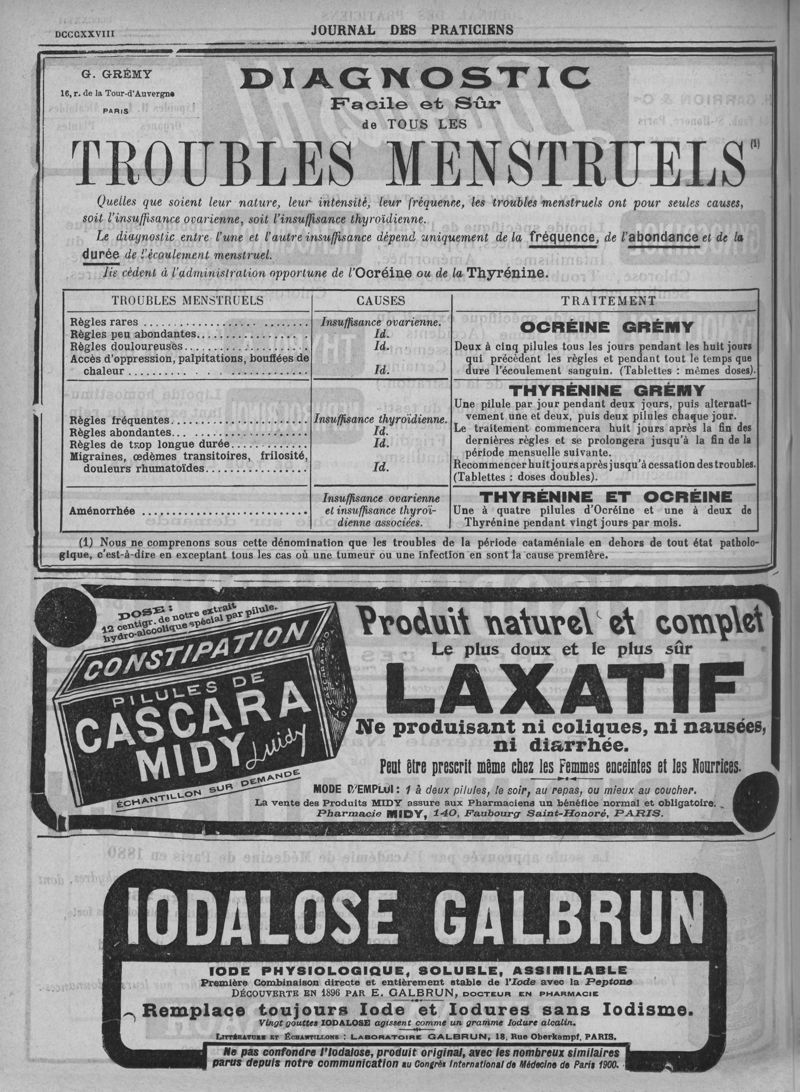 DCCCXXVIII
JOURNAL DES PRATICIENS
G. GRÉMY
16, r. de la Tour-d'Auvergne
PARIS
DIAGNOSTIC
Facile et Sûr
de TOUS LES
TROUBLES MENSTRUELS (1)
Quelles que soient leur nature, leur intensité, leur fréquence, les troubles menstruels ont pour seules causes,
soit l'insuffisance ovarienne, soit l'insuffisance thyroïdienne.
Le diagnostic entre l'une et l'autre insuffisance dépend uniquement de la fréquence, de l'abondance et de la
durée de l'écoulement menstruel.
Ils cèdent à l'administration opportune de l'Ocréine ou de la Thyrénine.
TROUBLES MENSTRUELS
Règles rares
Règles peu abondantes
Règles douloureuses
Accès d'oppression, palpitations, bouffées de
chaleur
CAUSES
Insuffisance ovarienne.
Id.
Id.
Id.
TRAITEMENT
OCRÉINE GRÉMY
Deux à cinq pilules tous les jours pendant les huit jours
qui précèdent les règles et pendant tout le temps que
dure l'écoulement sanguin. (Tablettes : mêmes doses).
Règles fréquentes
Règles abondantes
Règles de trop longue durée
Migraines, œdèmes transitoires, frilosité,
douleurs rhumatoïdes
Insuffisance thyroïdienne.
Id.
Id.
Id.
THYRÉNINE GRÉMY
Une pilule par jour pendant deux jours, puis alternati-
vement une et deux, puis deux pilules chaque jour.
Le traitement commencera huit jours après la fin des
dernières règles et se prolongera jusqu'à la fin de la
période mensuelle suivante.
Recommencer huit jours après jusqu'à cessation des troubles.
(Tablettes : doses doubles).
Aménorrhée
Insuffisance ovarienne
et insuffisance thyroï-
dienne associées.
THYRÉNINE ET OCRÉINE
Une à quatre pilules d'Ocréine et une à deux de
Thyrénine pendant vingt jours par mois.
(1) Nous ne comprenons sous cette dénomination que les troubles de la période cataméniale en dehors de tout état patholo-
gique, c'est-à-dire en exceptant tous les cas où une tumeur ou une infection en sont la cause première.
DOSE :
12 centigr. de notre extrait
hydro-alcoolique spécial par pilule.
CONSTIPATION
PILULES DE
CASCARA
MIDY
Midy
ÉCHANTILLON SUR DEMANDE
Produit naturel et complet
Le plus doux et le plus sûr
LAXATIF
Ne produisant ni coliques, ni nausées,
ni diarrhée.
Peut être prescrit même chez les Femmes enceintes et les Nourrices.
MODE D'EMPLOI : 1 à deux pilules, le soir, au repas, ou mieux au coucher.
La vente des Produits MIDY assure aux Pharmaciens un bénéfice normal et obligatoire.
Pharmacie MIDY, 140, Faubourg Saint-Honoré, PARIS.
IODALOSE GALBRUN
IODE PHYSIOLOGIQUE, SOLUBLE, ASSIMILABLE
Première Combinaison directe et entièrement stable de l'Iode avec la Peptone
DÉCOUVERTE EN 1896 PAR E. GALBRUN, DOCTEUR EN PHARMACIE
Remplace toujours Iode et Iodures sans Iodisme.
Vingt gouttes IODALOSE agissent comme un gramme Iodure alcalin.
LITTÉRATURE ET ÉCHANTILLONS : LABORATOIRE GALBRUN, 18, Rue Oberkampf, PARIS.
Ne pas confondre l'Iodalose, produit original, avec les nombreux similaires
parus depuis notre communication au Congrès International de Médecine de Paris 1900.